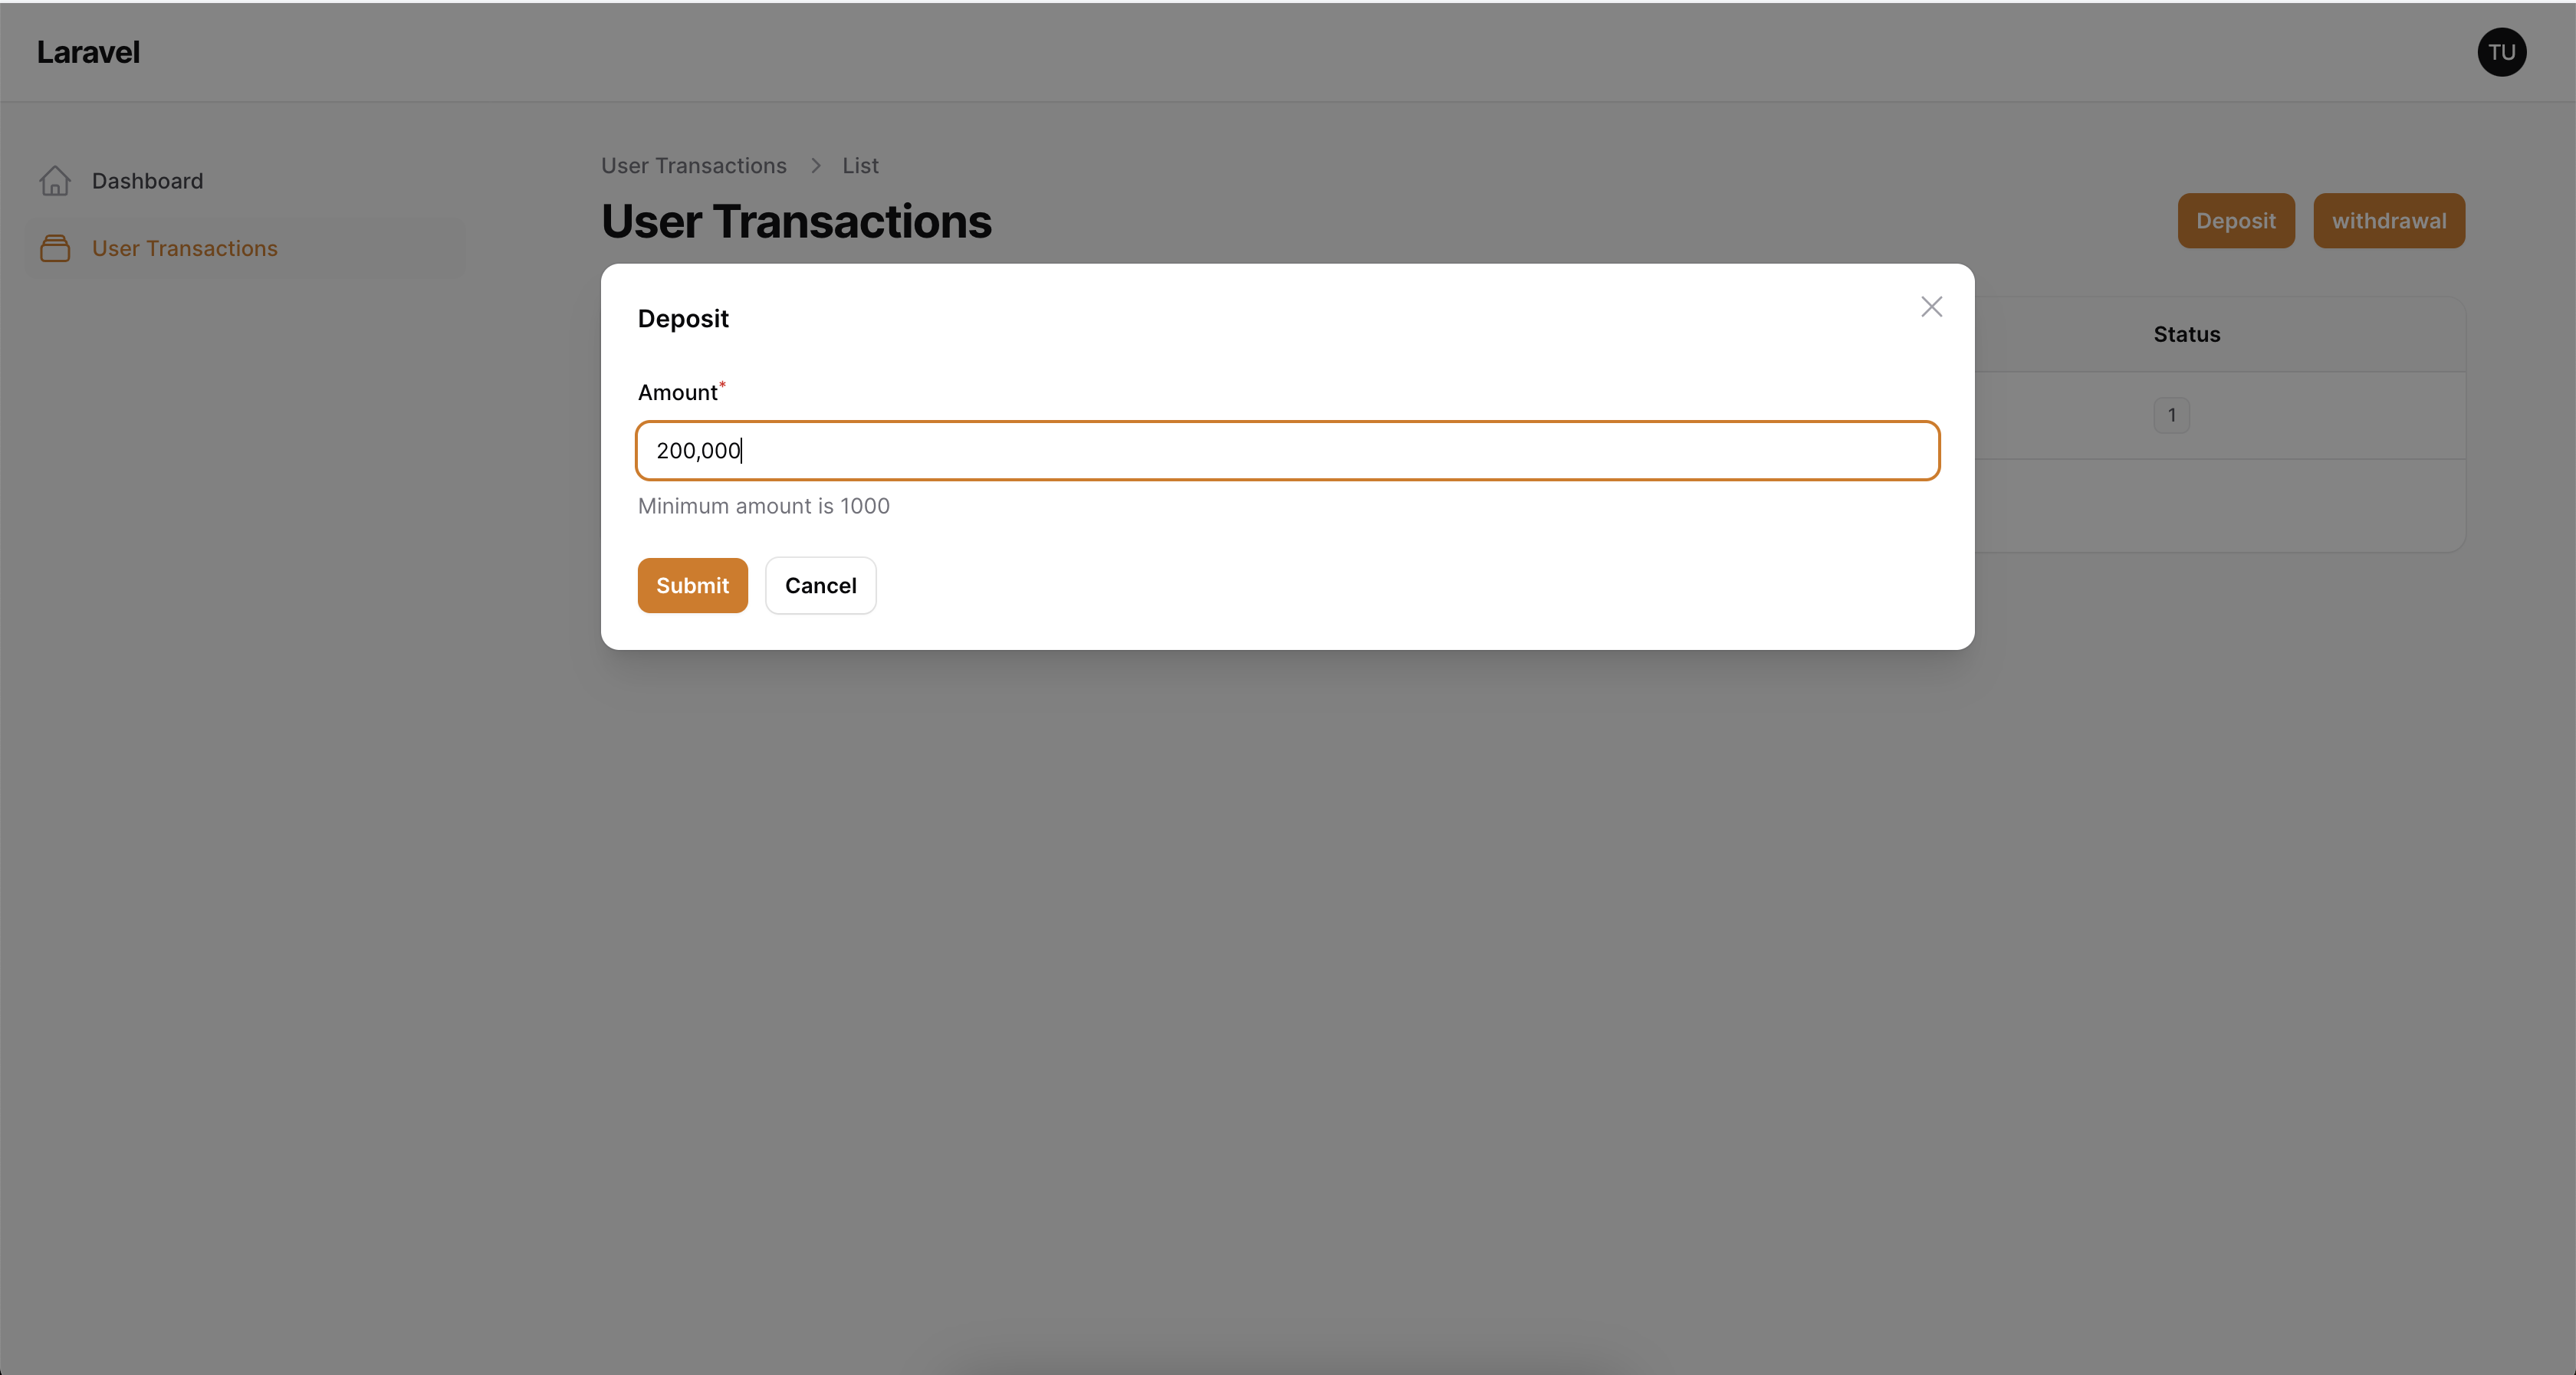 Laravel
TU
Dashboard
User Transactions
User Transactions > List
User Transactions
Deposit
withdrawal
Status
1
Deposit
Amount*
200,000
Minimum amount is 1000
Submit
Cancel